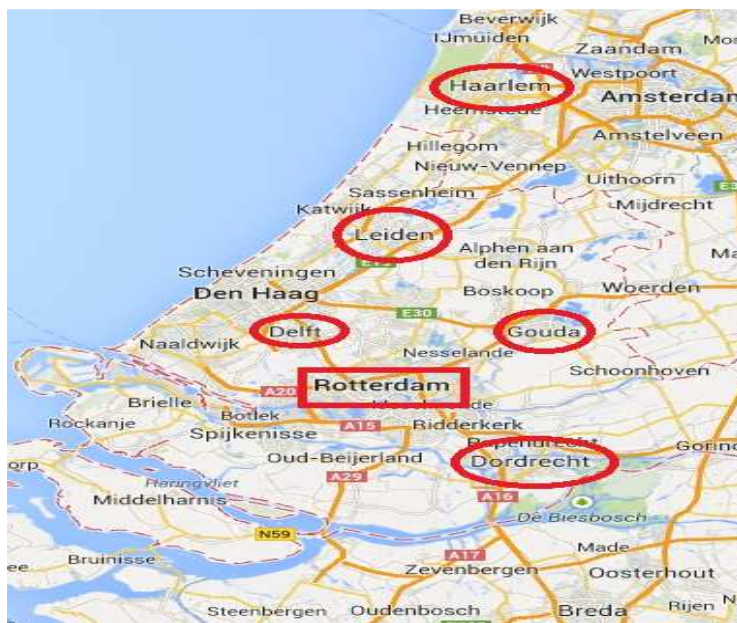 Beverwijk
IJmuiden
Zaandam
Westpoort
Haarlem
Amsterdam
Heemstede
Amstelveen
Hillegom
Nieuw-Vennep
Uithoorn
Sassenheim
Mijdrecht
Katwijk
Leiden
Alphen aan
den Rijn
Scheveningen
Den Haag
Boskoop
Woerden
E30
Delft
Gouda
Naaldwijk
Nesselande
Schoonhoven
Rotterdam
A20
Brielle
Rockanje
Botlek
A15
Ridderkerk
Spijkenisse
Papendrecht
Oud-Beijerland
Dordrecht
A29
Haringvliet
Middelharnis
A16
De Biesbosch
N59
Made
A17
Bruinisse
Zevenbergen
Oosterhout
Steenbergen
Oudenbosch
Breda
Rijen